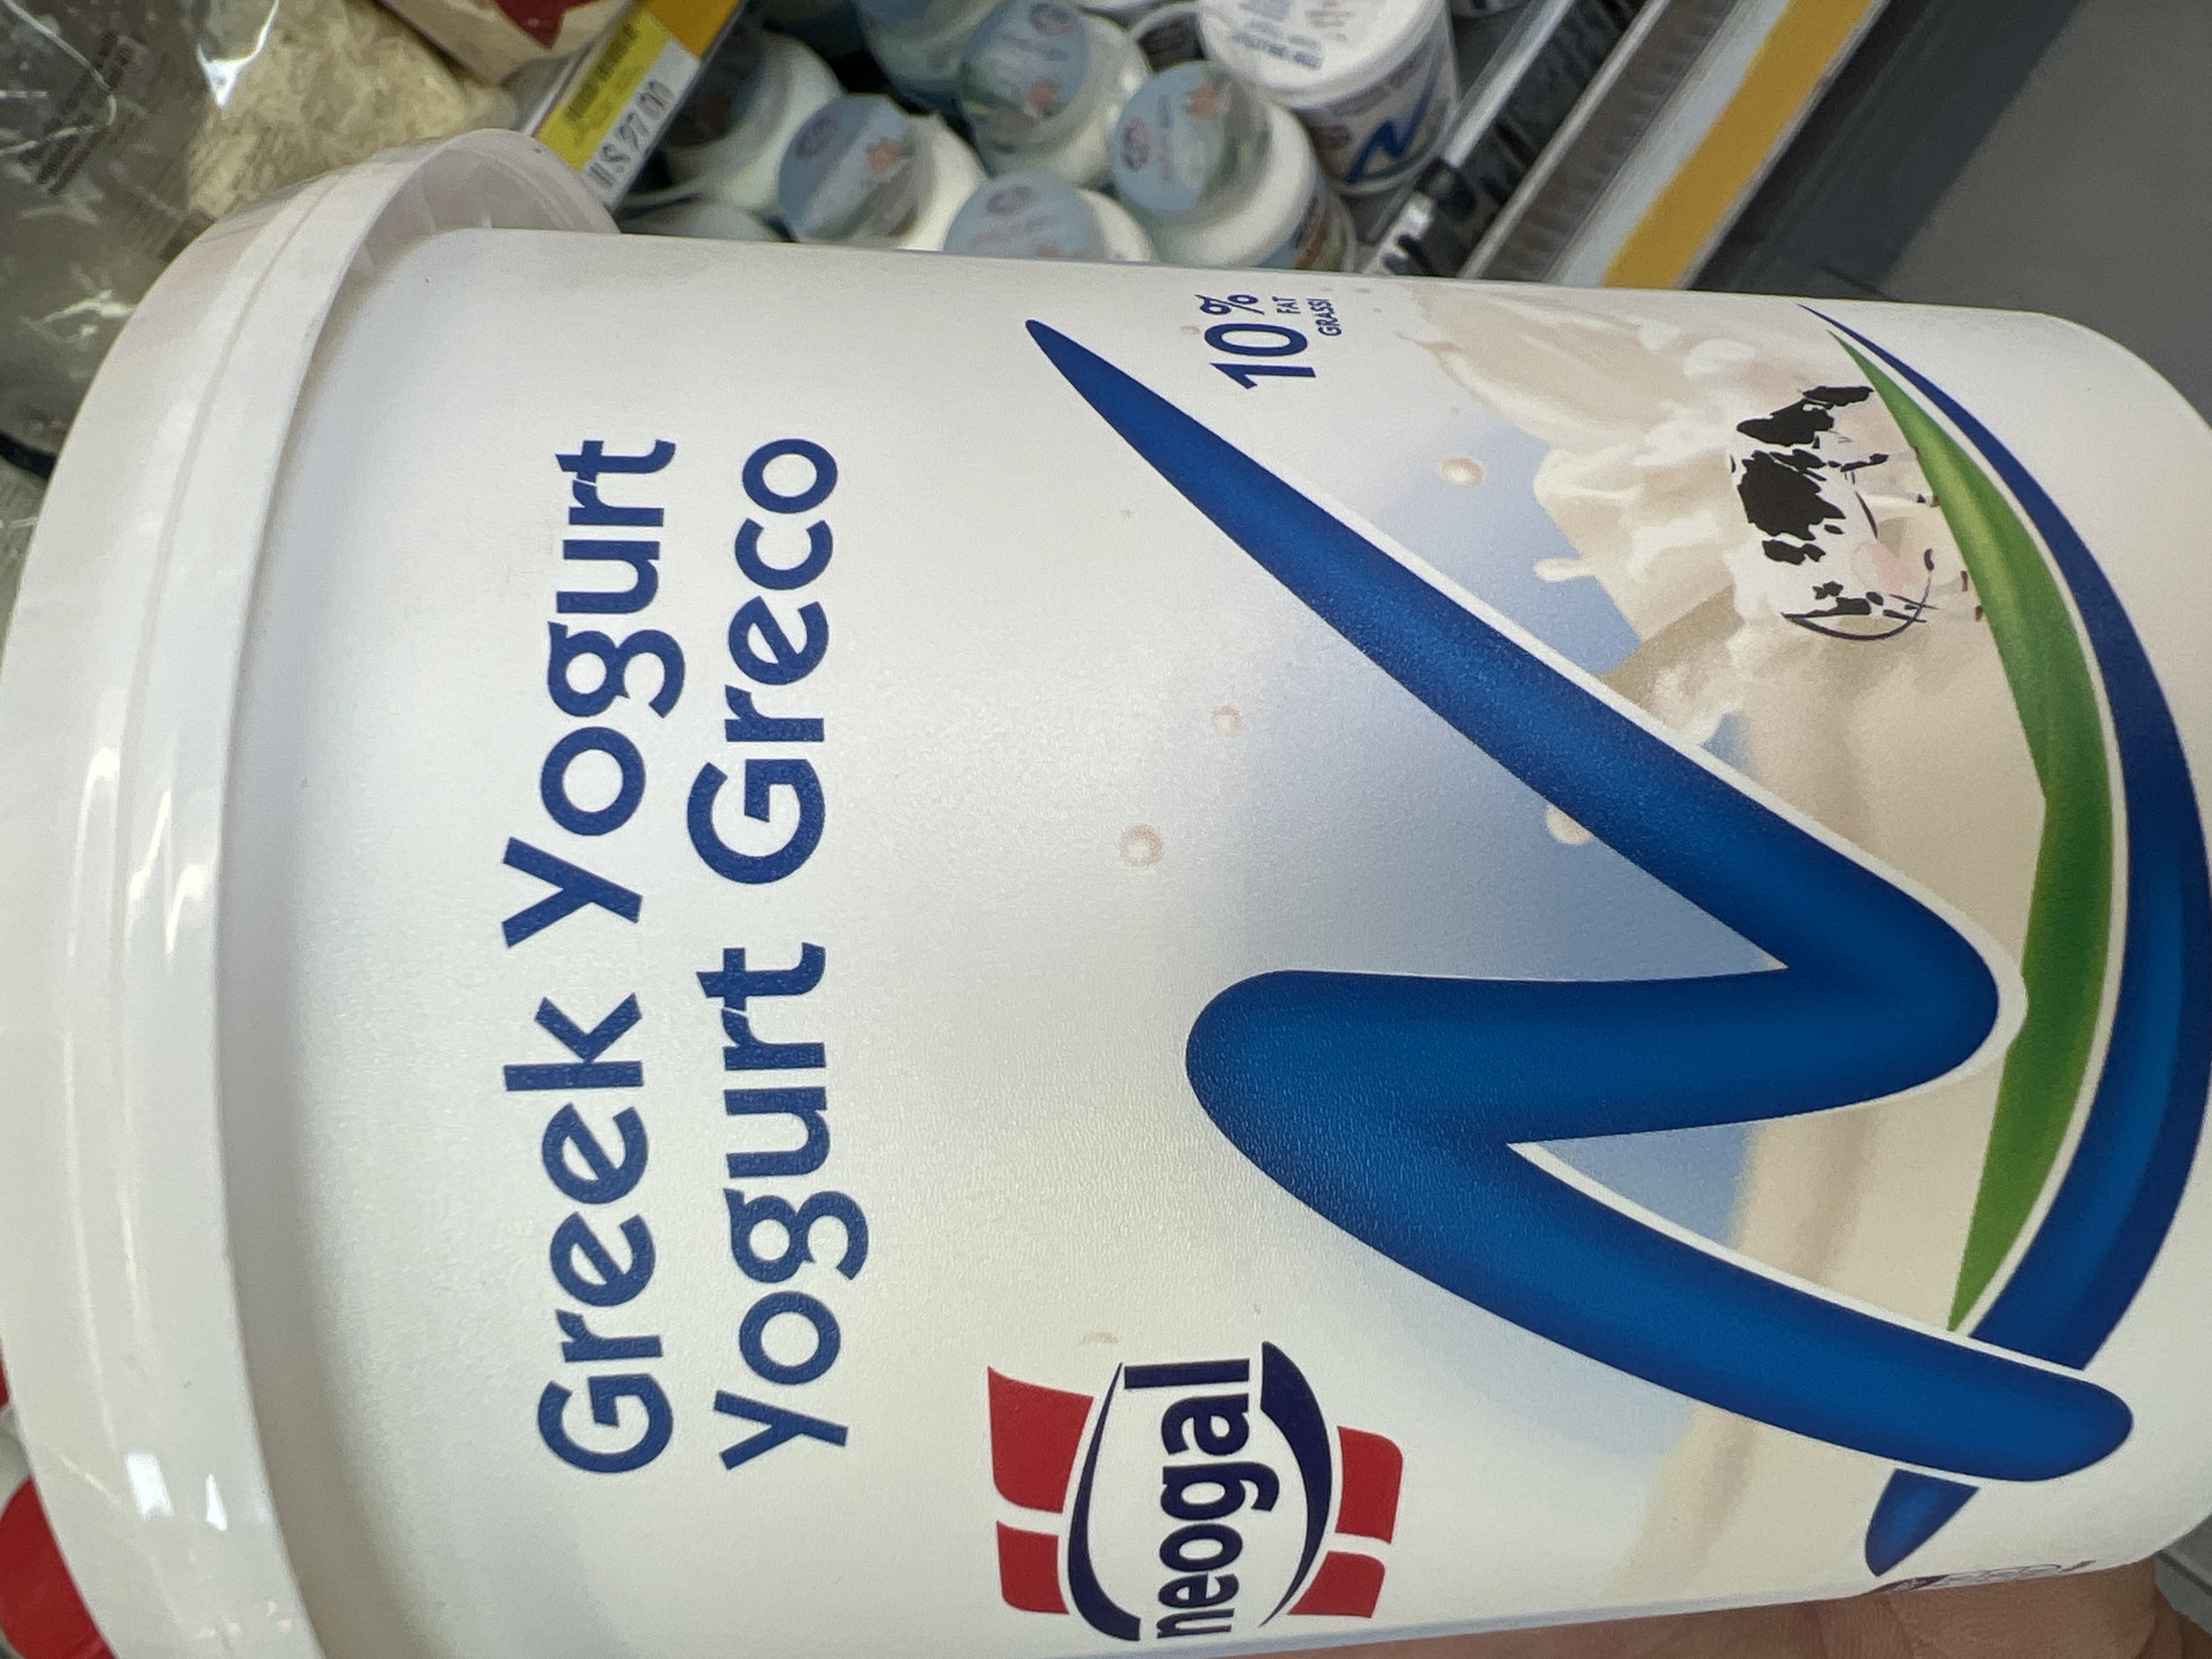 Greek Yogurt
Yogurt Greco
10%
FAT
GRASSI
neogal